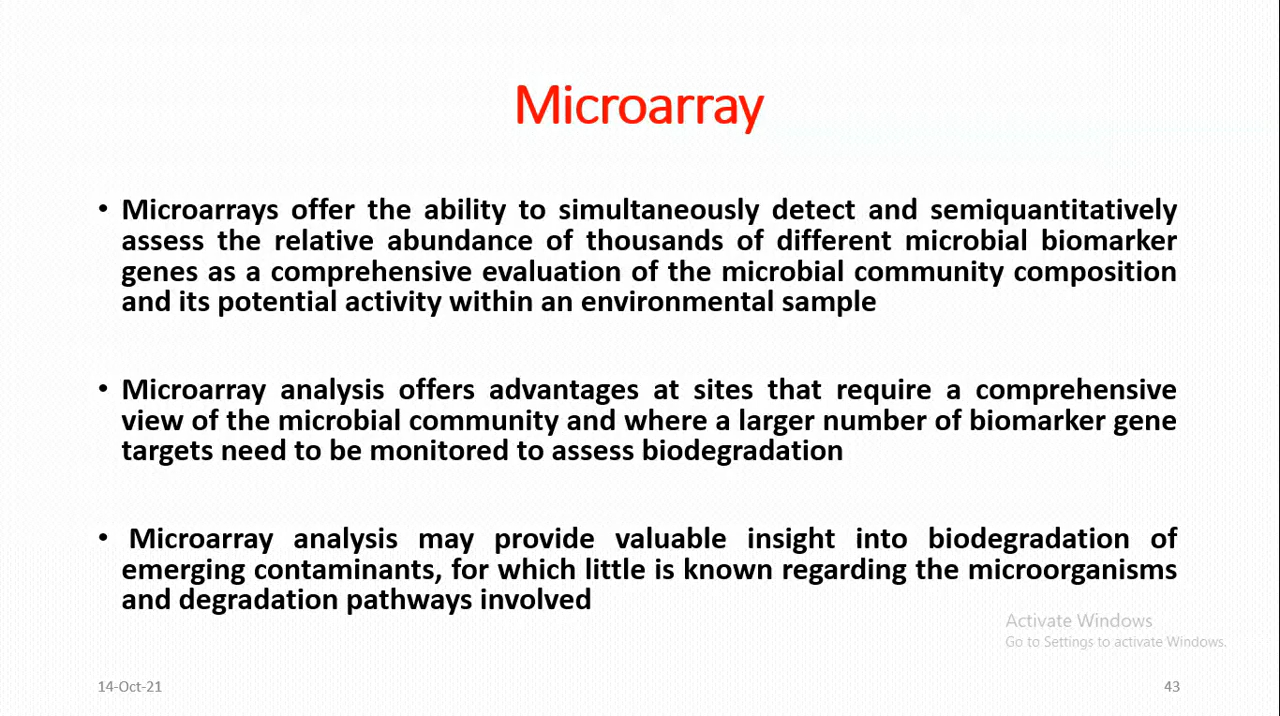 Microarray
• Microarrays offer the ability to simultaneously detect and semiquantitatively
assess the relative abundance of thousands of different microbial biomarker
genes as a comprehensive evaluation of the microbial community composition
and its potential activity within an environmental sample
• Microarray analysis offers advantages at sites that require a comprehensive
view of the microbial community and where a larger number of biomarker gene
targets need to be monitored to assess biodegradation
• Microarray analysis may provide valuable insight into biodegradation of
emerging contaminants, for which little is known regarding the microorganisms
and degradation pathways involved
Activate Windows
Go to Settings to activate Windows.
14-Oct-21
43